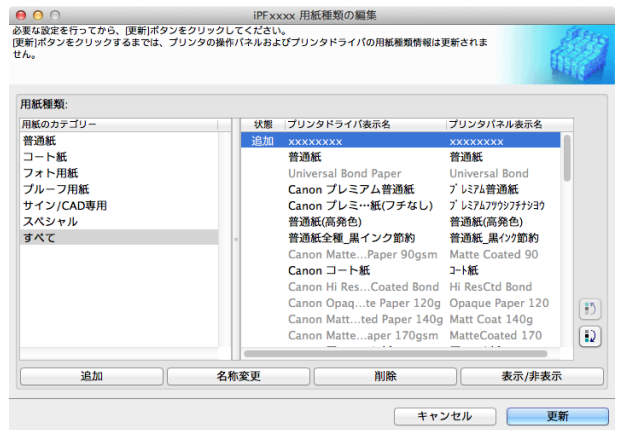 iPFxxxx 用紙種類の編集
必要な設定を行ってから、[更新]ボタンをクリックしてください。
[更新]ボタンをクリックするまでは、プリンタの操作パネルおよびプリンタドライバの用紙種類情報は更新されま
せん。
用紙種類:
用紙のカテゴリー
普通紙
コート紙
フォト用紙
プルーフ用紙
サイン/CAD専用
スペシャル
すべて
状態 プリンタドライバ表示名 プリンタパネル表示名
追加 xxxxxxxx xxxxxxxx
普通紙 普通紙
Universal Bond Paper Universal Bond
Canon プレミアム普通紙 プレミアム普通紙
Canon プレミ…紙(フチなし) プレミアムフツウシフチナシヨウ
普通紙(高発色) 普通紙(高発色)
普通紙全種_黒インク節約 普通紙_黒インク節約
Canon Matte…Paper 90gsm Matte Coated 90
Canon コート紙 コート紙
Canon Hi Res…Coated Bond Hi ResCtd Bond
Canon Opaq…te Paper 120g Opaque Paper 120
Canon Matt…ted Paper 140g Matt Coat 140g
Canon Matte…aper 170gsm MatteCoated 170
追加 名称変更 削除 表示/非表示
キャンセル 更新